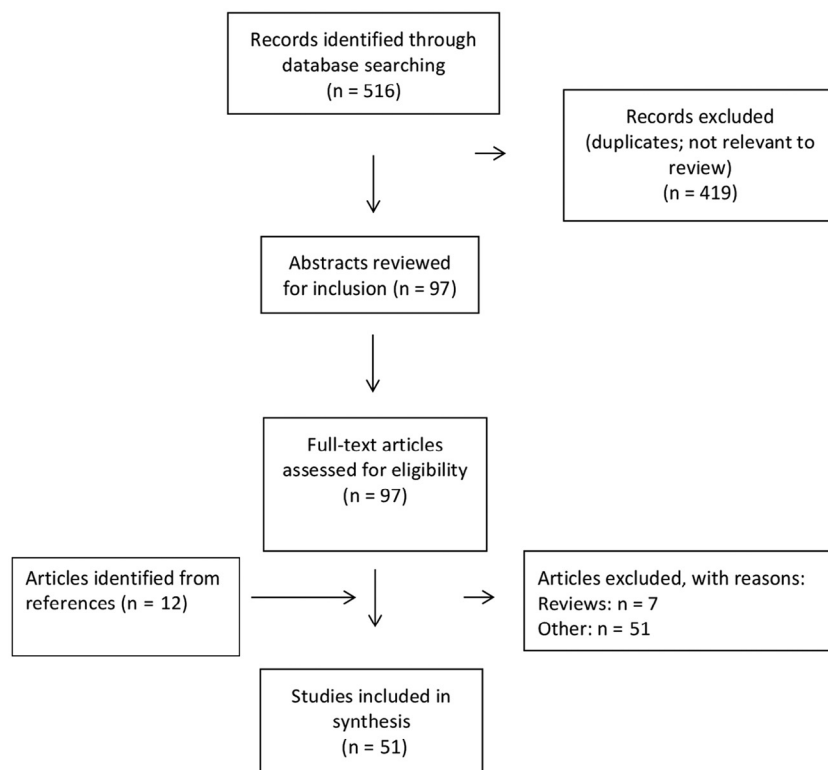 Records identified through
database searching
(n = 516)
Records excluded
(duplicates; not relevant to
review)
(n = 419)
Abstracts reviewed
for inclusion (n = 97)
Full-text articles
assessed for eligibility
(n = 97)
Articles identified from
references (n = 12)
Articles excluded, with reasons:
Reviews: n = 7
Other: n = 51
Studies included in
synthesis
(n = 51)